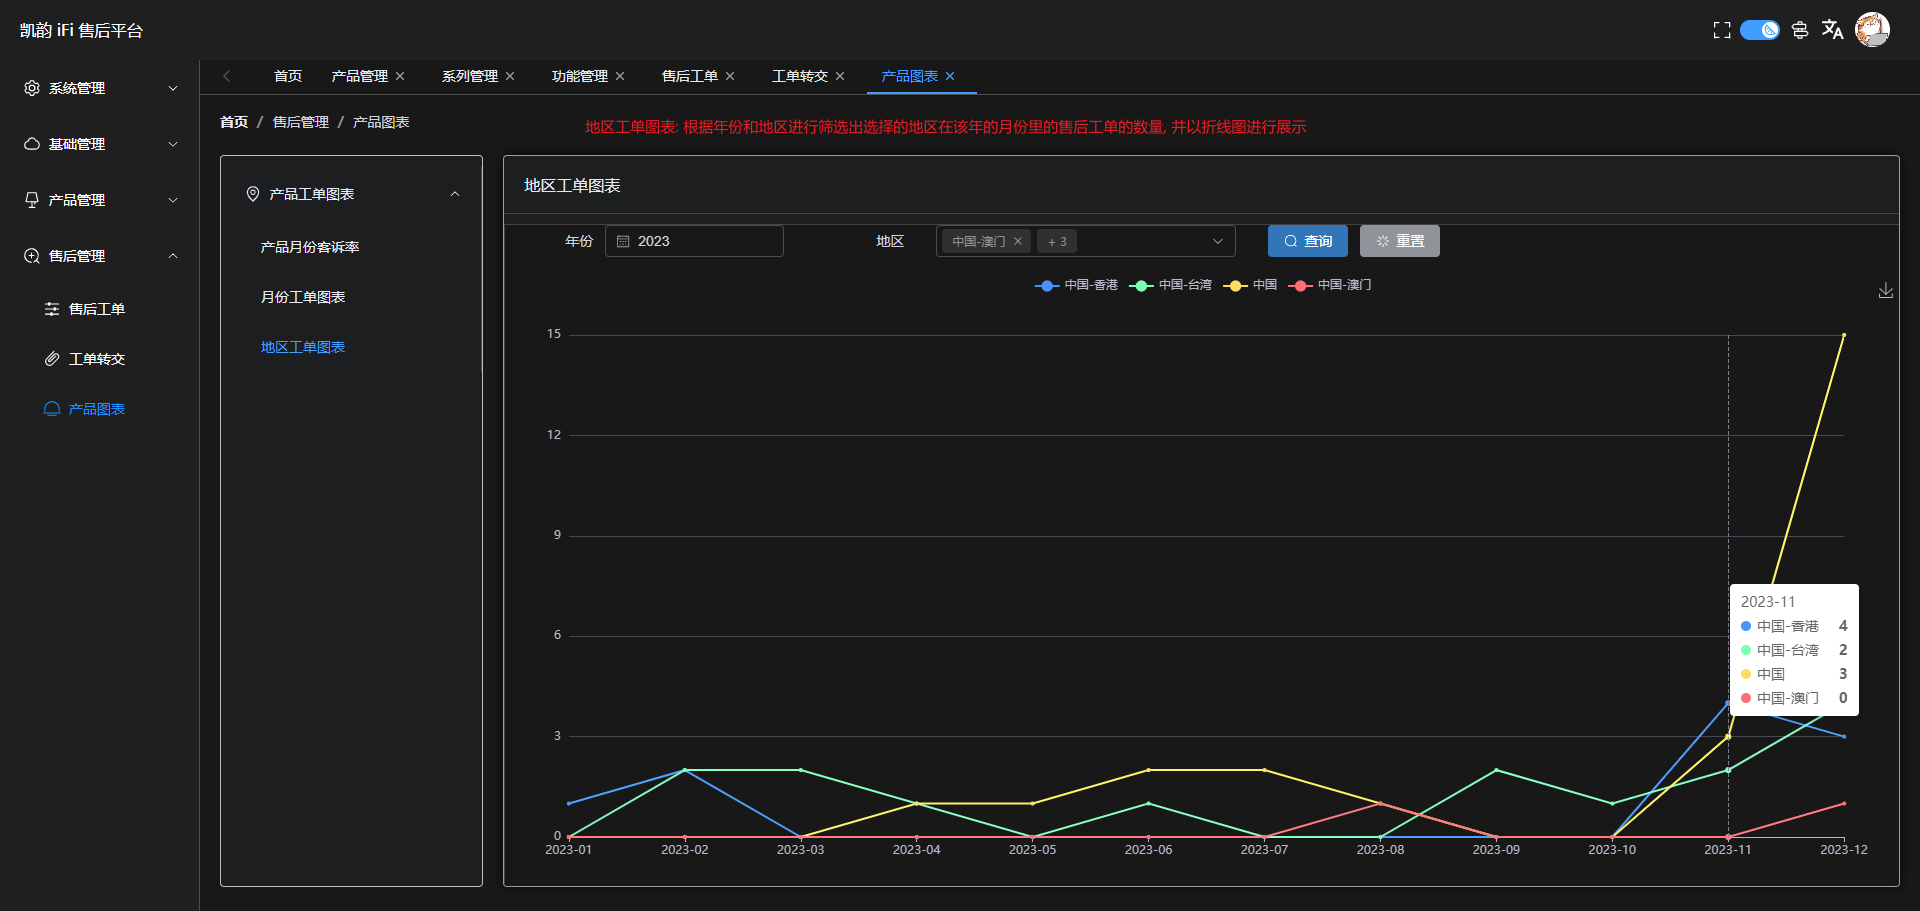 凯韵 iFi 售后平台
首页 产品管理 系列管理 功能管理 售后工单 工单转交 产品图表
系统管理
基础管理
产品管理
售后管理
售后工单
工单转交
产品图表
首页 / 售后管理 / 产品图表
地区工单图表: 根据年份和地区进行筛选出选择的地区在该年的月份里的售后工单的数量, 并以折线图进行展示
产品工单图表
产品月份客诉率
月份工单图表
地区工单图表
地区工单图表
年份 2023 地区 中国-澳门 + 3 查询 重置
中国-香港 中国-台湾 中国 中国-澳门
15
12
9
6
3
0
2023-01 2023-02 2023-03 2023-04 2023-05 2023-06 2023-07 2023-08 2023-09 2023-10 2023-11 2023-12
2023-11
中国-香港 4
中国-台湾 2
中国 3
中国-澳门 0